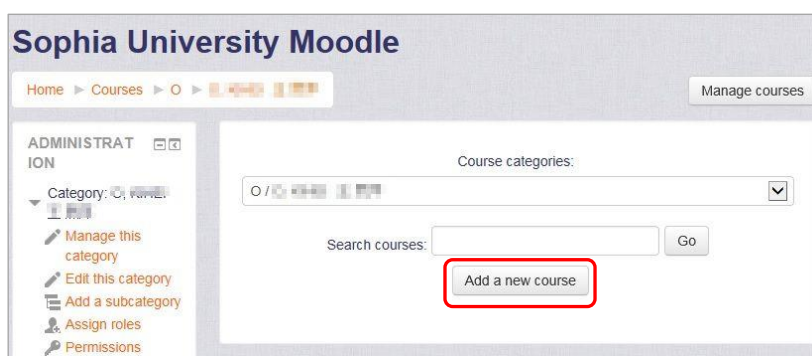 Sophia University Moodle
Home ► Courses ► O ►
Manage courses
ADMINISTRAT
ION
Category:
Manage this
category
Edit this category
Add a subcategory
Assign roles
Permissions
Course categories:
O /
Search courses:
Go
Add a new course